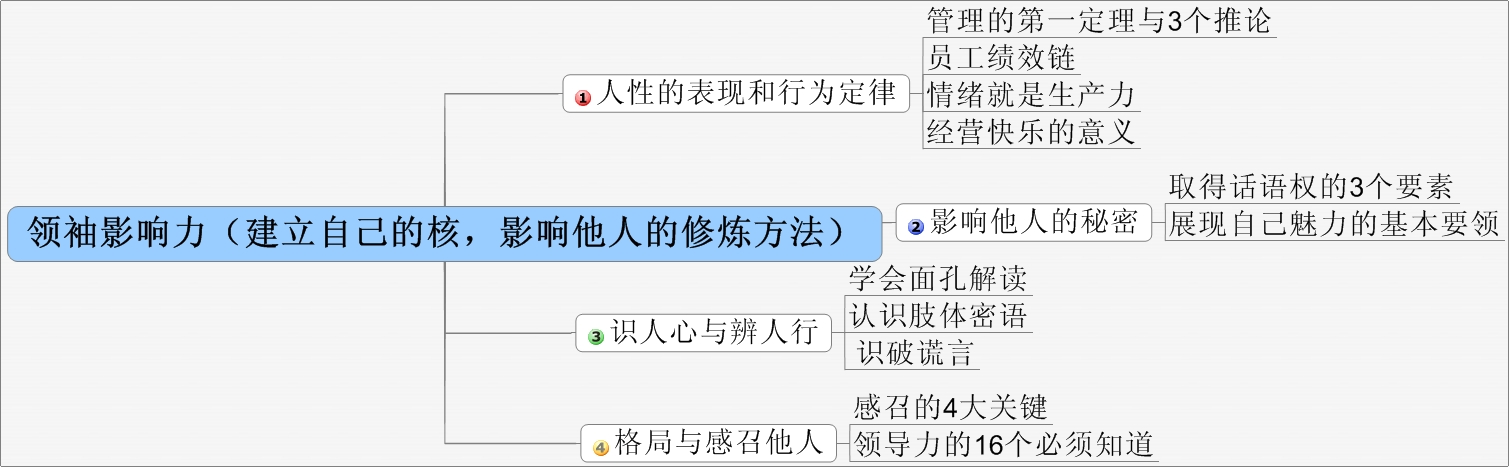 领袖影响力（建立自己的核，影响他人的修炼方法）
1 人性的表现和行为定律
管理的第一定理与3个推论
员工绩效链
情绪就是生产力
经营快乐的意义
2 影响他人的秘密
取得话语权的3个要素
展现自己魅力的基本要领
3 识人心与辨人行
学会面孔解读
认识肢体密语
识破谎言
4 格局与感召他人
感召的4大关键
领导力的16个必须知道